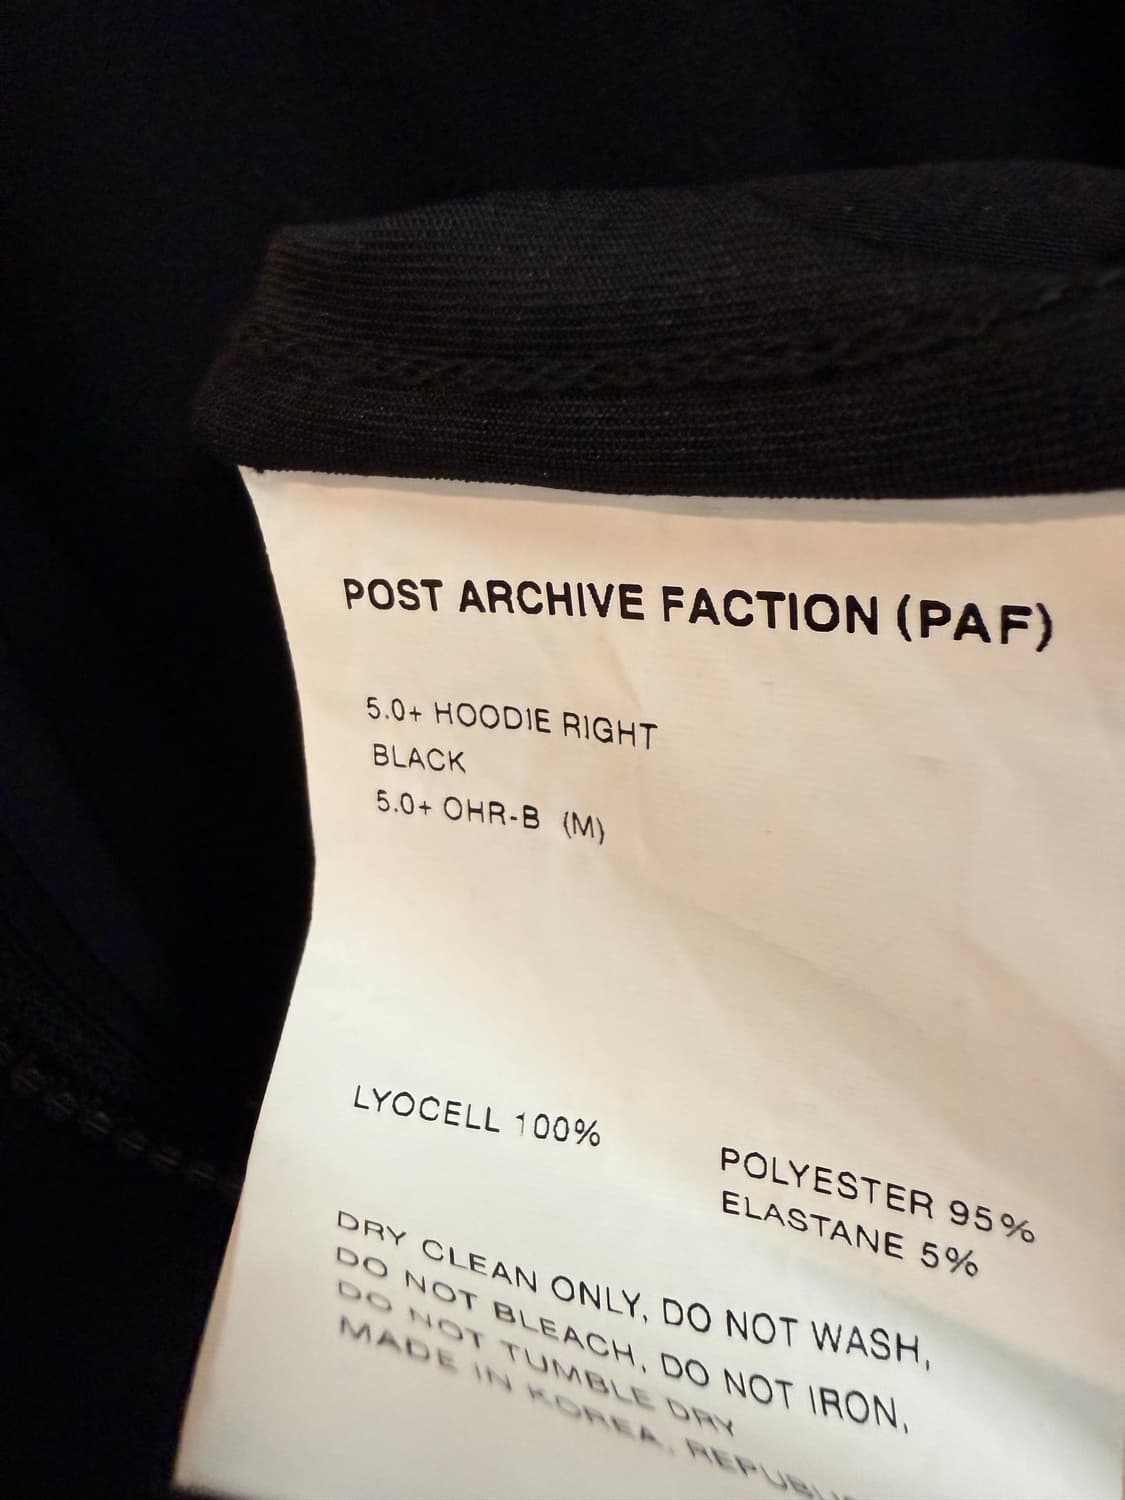 POST ARCHIVE FACTION (PAF)
5.0+ HOODIE RIGHT
BLACK
5.0+ OHR-B (M)
LYOCELL 100%
POLYESTER 95%
ELASTANE 5%
DRY CLEAN ONLY, DO NOT WASH,
DO NOT BLEACH, DO NOT IRON,
DO NOT TUMBLE DRY
MADE IN KOREA,